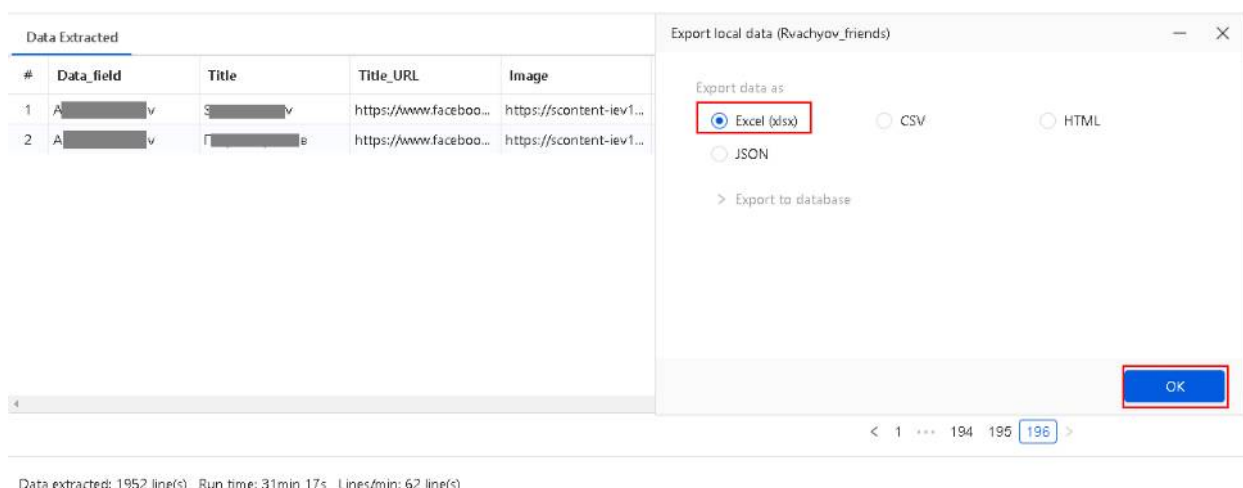 Data Extracted
Export local data (Rvachyov_friends)
# Data_field Title Title_URL Image
Export data as
1 A v S v https://www.faceboo... https://scontent-iev1...
Excel (xlsx) CSV HTML
2 A v П в https://www.faceboo... https://scontent-iev1...
JSON
> Export to database
OK
< 1 ··· 194 195 196 >
Data extracted: 1952 line(s) Run time: 31min 17s Lines/min: 62 line(s)